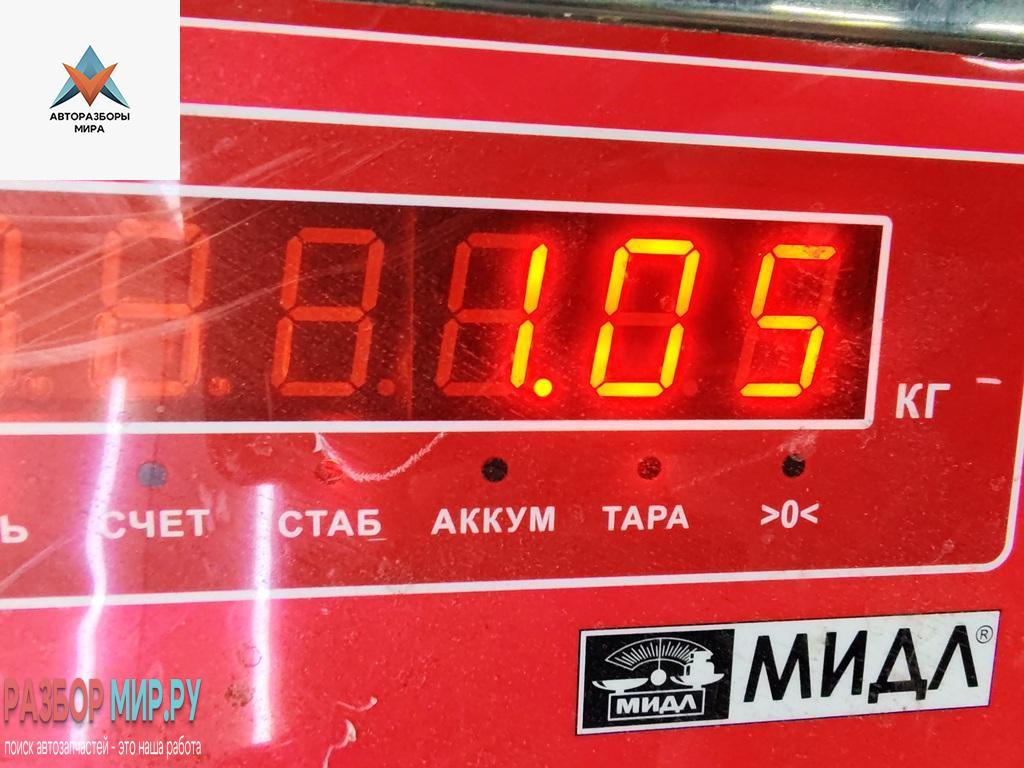 АВТОРАЗБОРЫ
МИРА
1.05
КГ
Ь СЧЕТ СТАБ АККУМ ТАРА >0<
МИДЛ МИДЛ®
РАЗБОР МИР.РУ
поиск автозапчастей - это наша работа